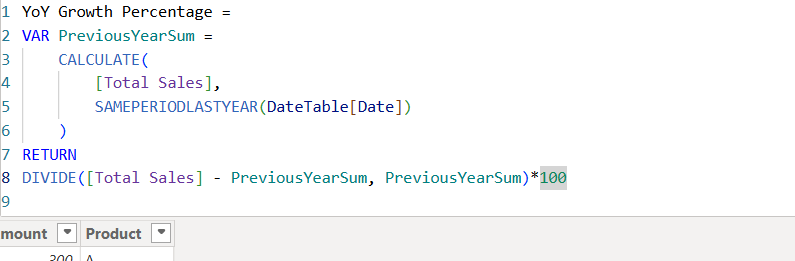 1 YoY Growth Percentage =
2 VAR PreviousYearSum =
3 CALCULATE(
4 [Total Sales],
5 SAMEPERIODLASTYEAR(DateTable[Date])
6 )
7 RETURN
8 DIVIDE([Total Sales] - PreviousYearSum, PreviousYearSum)*100
9
mount Product
300 A